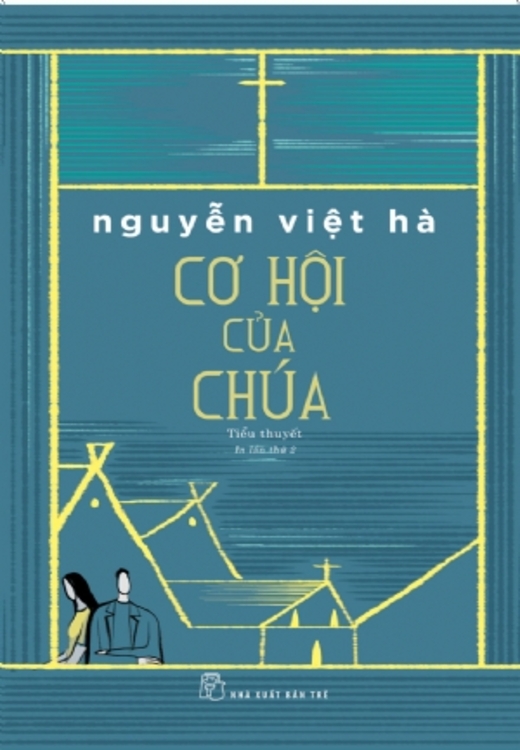 nguyễn việt hà
CƠ HỘI
CỦA
CHÚA
Tiểu thuyết
In lần thứ 2
NHÀ XUẤT BẢN TRẺ